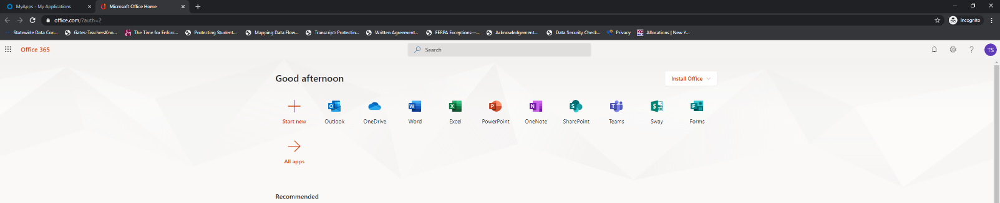 MyApps - My Applications
Microsoft Office Home
office.com/?auth=2
Incognito
Statewide Data Con...
Gates-TeachersKno...
The Time for Enforc...
Protecting Student...
Mapping Data Flow...
Transcript: Protectin...
Written Agreement...
FERPA Exceptions—...
Acknowledgement...
Data Security Check...
Privacy
Allocations | New Y...
Office 365
Search
?
TS
Good afternoon
Install Office
Start new
Outlook
OneDrive
Word
Excel
PowerPoint
OneNote
SharePoint
Teams
Sway
Forms
All apps
Recommended